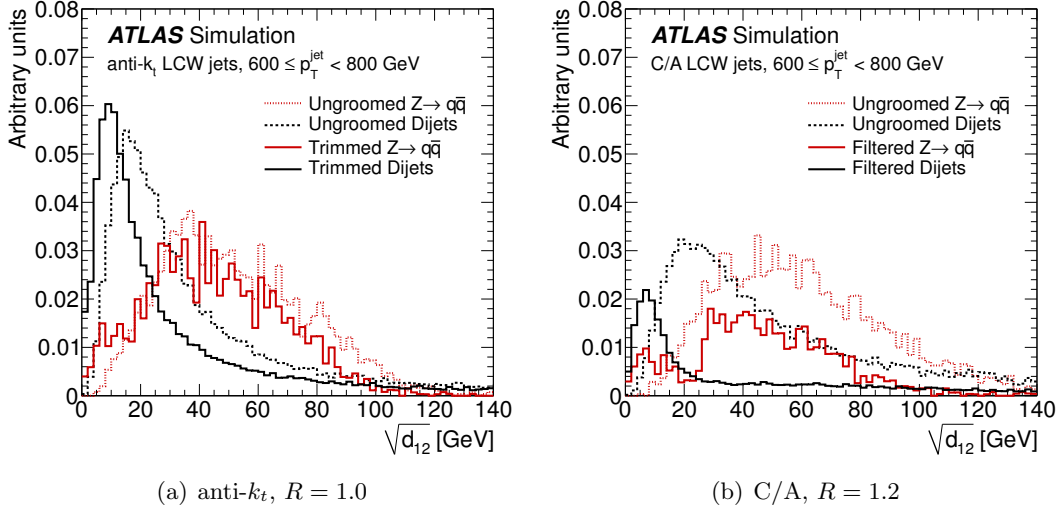 Arbitrary units
0.08
0.07
0.06
0.05
0.04
0.03
0.02
0.01
0
ATLAS Simulation
anti-k_t LCW jets, 600 ≤ p_T^jet < 800 GeV
Ungroomed Z→ qq̄
Ungroomed Dijets
Trimmed Z→ qq̄
Trimmed Dijets
0 20 40 60 80 100 120 140
√d_12 [GeV]
(a) anti-k_t, R = 1.0
Arbitrary units
0.08
0.07
0.06
0.05
0.04
0.03
0.02
0.01
0
ATLAS Simulation
C/A LCW jets, 600 ≤ p_T^jet < 800 GeV
Ungroomed Z→ qq̄
Ungroomed Dijets
Filtered Z→ qq̄
Filtered Dijets
0 20 40 60 80 100 120 140
√d_12 [GeV]
(b) C/A, R = 1.2